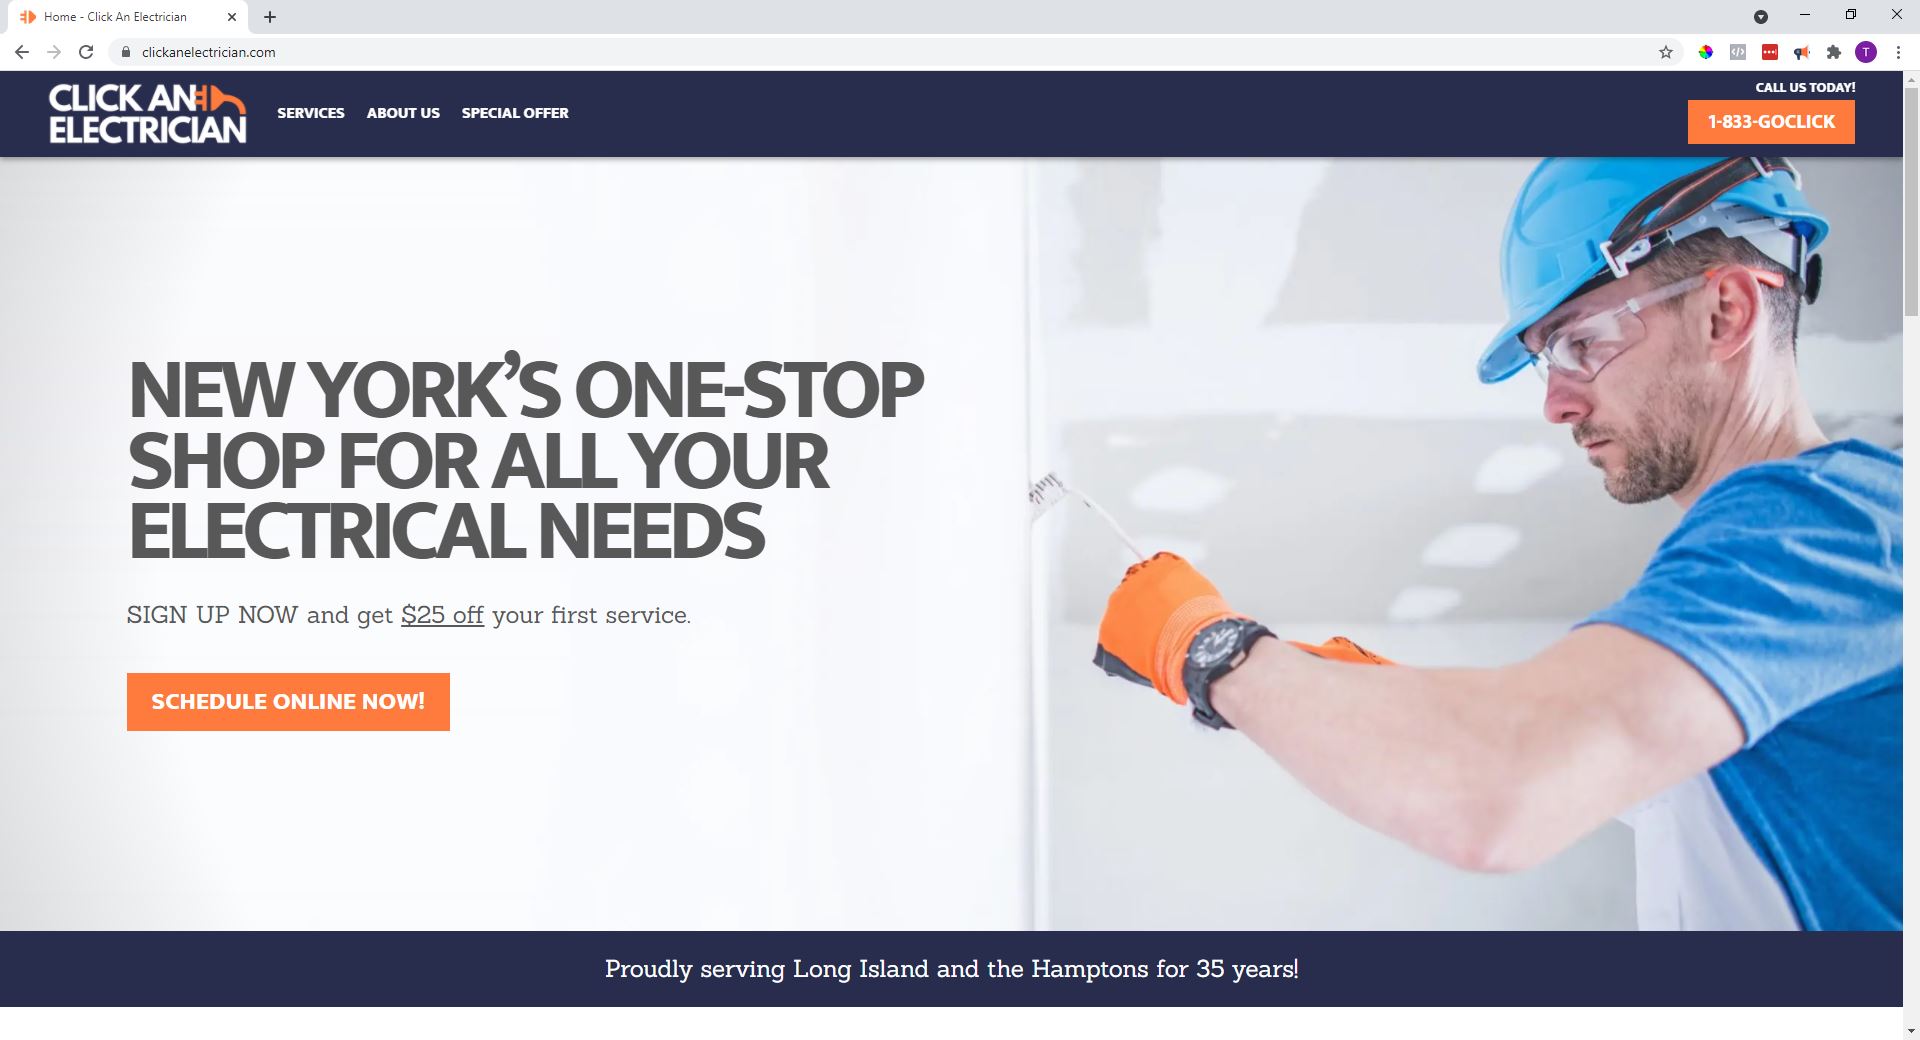 Home - Click An Electrician
clickanelectrician.com
T
CLICK AN
ELECTRICIAN
SERVICES
ABOUT US
SPECIAL OFFER
CALL US TODAY!
1-833-GOCLICK
NEW YORK’S ONE-STOP
SHOP FOR ALL YOUR
ELECTRICAL NEEDS
SIGN UP NOW and get $25 off your first service.
SCHEDULE ONLINE NOW!
Proudly serving Long Island and the Hamptons for 35 years!